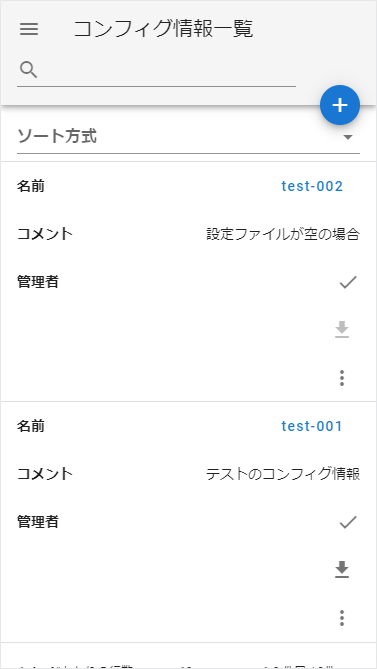 コンフィグ情報一覧
ソート方式
名前 test-002
コメント 設定ファイルが空の場合
管理者
名前 test-001
コメント テストのコンフィグ情報
管理者